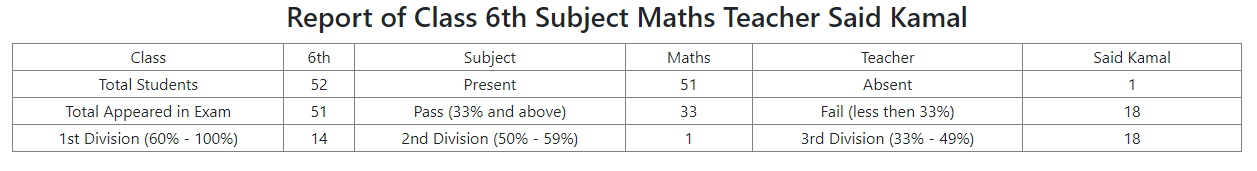 Report of Class 6th Subject Maths Teacher Said Kamal
Class 6th Subject Maths Teacher Said Kamal
Total Students 52 Present 51 Absent 1
Total Appeared in Exam 51 Pass (33% and above) 33 Fail (less then 33%) 18
1st Division (60% - 100%) 14 2nd Division (50% - 59%) 1 3rd Division (33% - 49%) 18